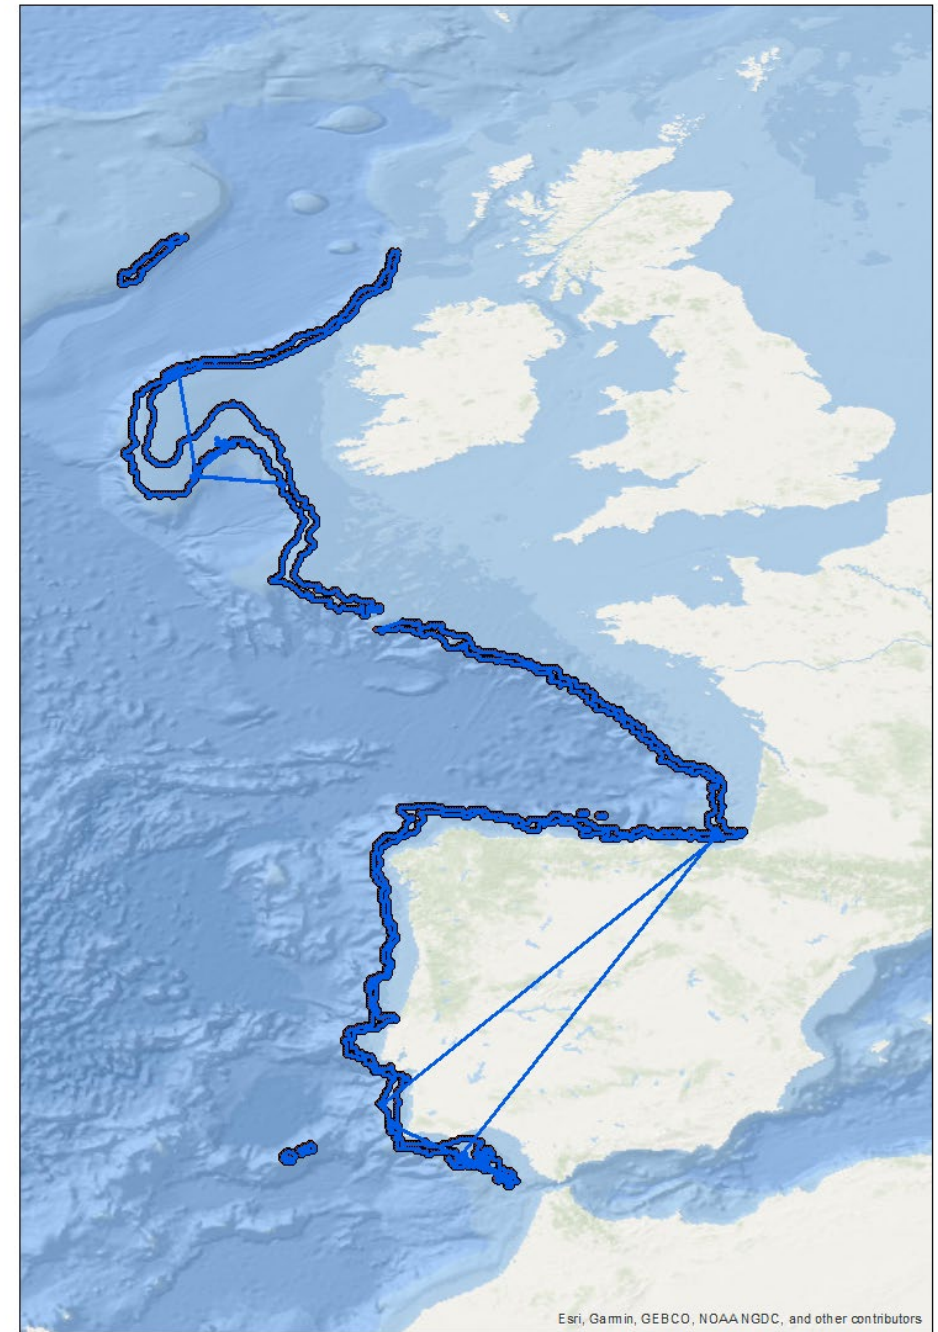 Esri, Garmin, GEBCO, NOAA NGDC, and other contributors